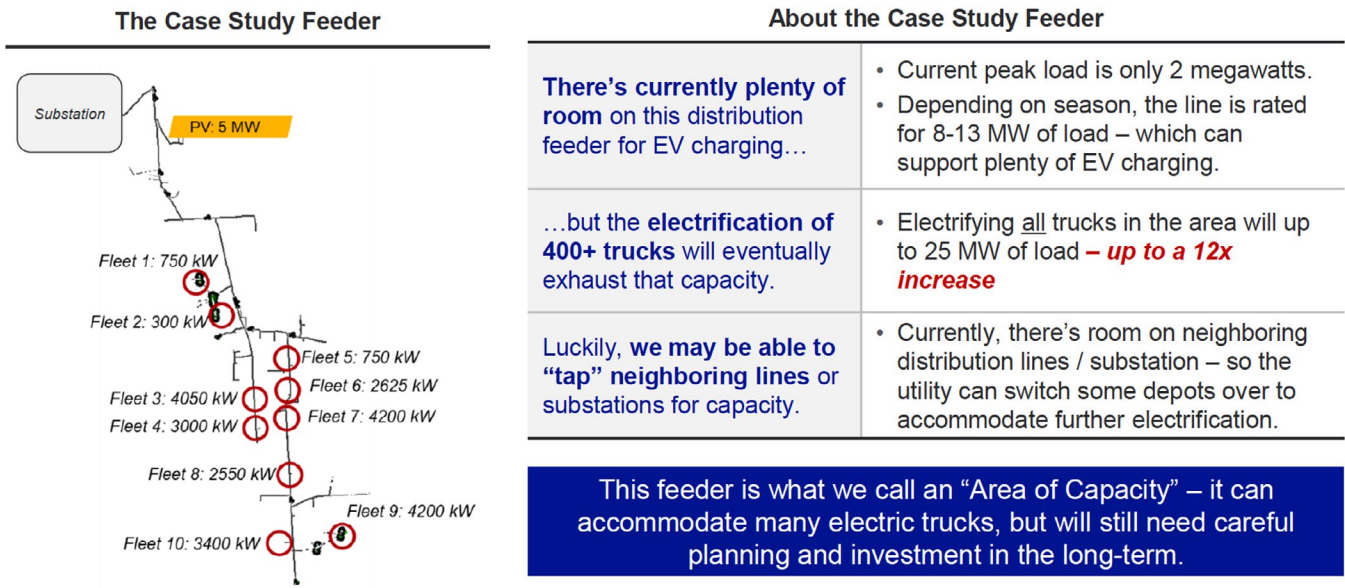 The Case Study Feeder
Substation
PV: 5 MW
Fleet 1: 750 kW
Fleet 2: 300 kW
Fleet 5: 750 kW
Fleet 6: 2625 kW
Fleet 3: 4050 kW
Fleet 7: 4200 kW
Fleet 4: 3000 kW
Fleet 8: 2550 kW
Fleet 9: 4200 kW
Fleet 10: 3400 kW
About the Case Study Feeder
There's currently plenty of
room on this distribution
feeder for EV charging…
• Current peak load is only 2 megawatts.
• Depending on season, the line is rated
for 8-13 MW of load – which can
support plenty of EV charging.
…but the electrification of
400+ trucks will eventually
exhaust that capacity.
• Electrifying all trucks in the area will up
to 25 MW of load – up to a 12x
increase
Luckily, we may be able to
“tap” neighboring lines or
substations for capacity.
• Currently, there's room on neighboring
distribution lines / substation – so the
utility can switch some depots over to
accommodate further electrification.
This feeder is what we call an “Area of Capacity” – it can
accommodate many electric trucks, but will still need careful
planning and investment in the long-term.